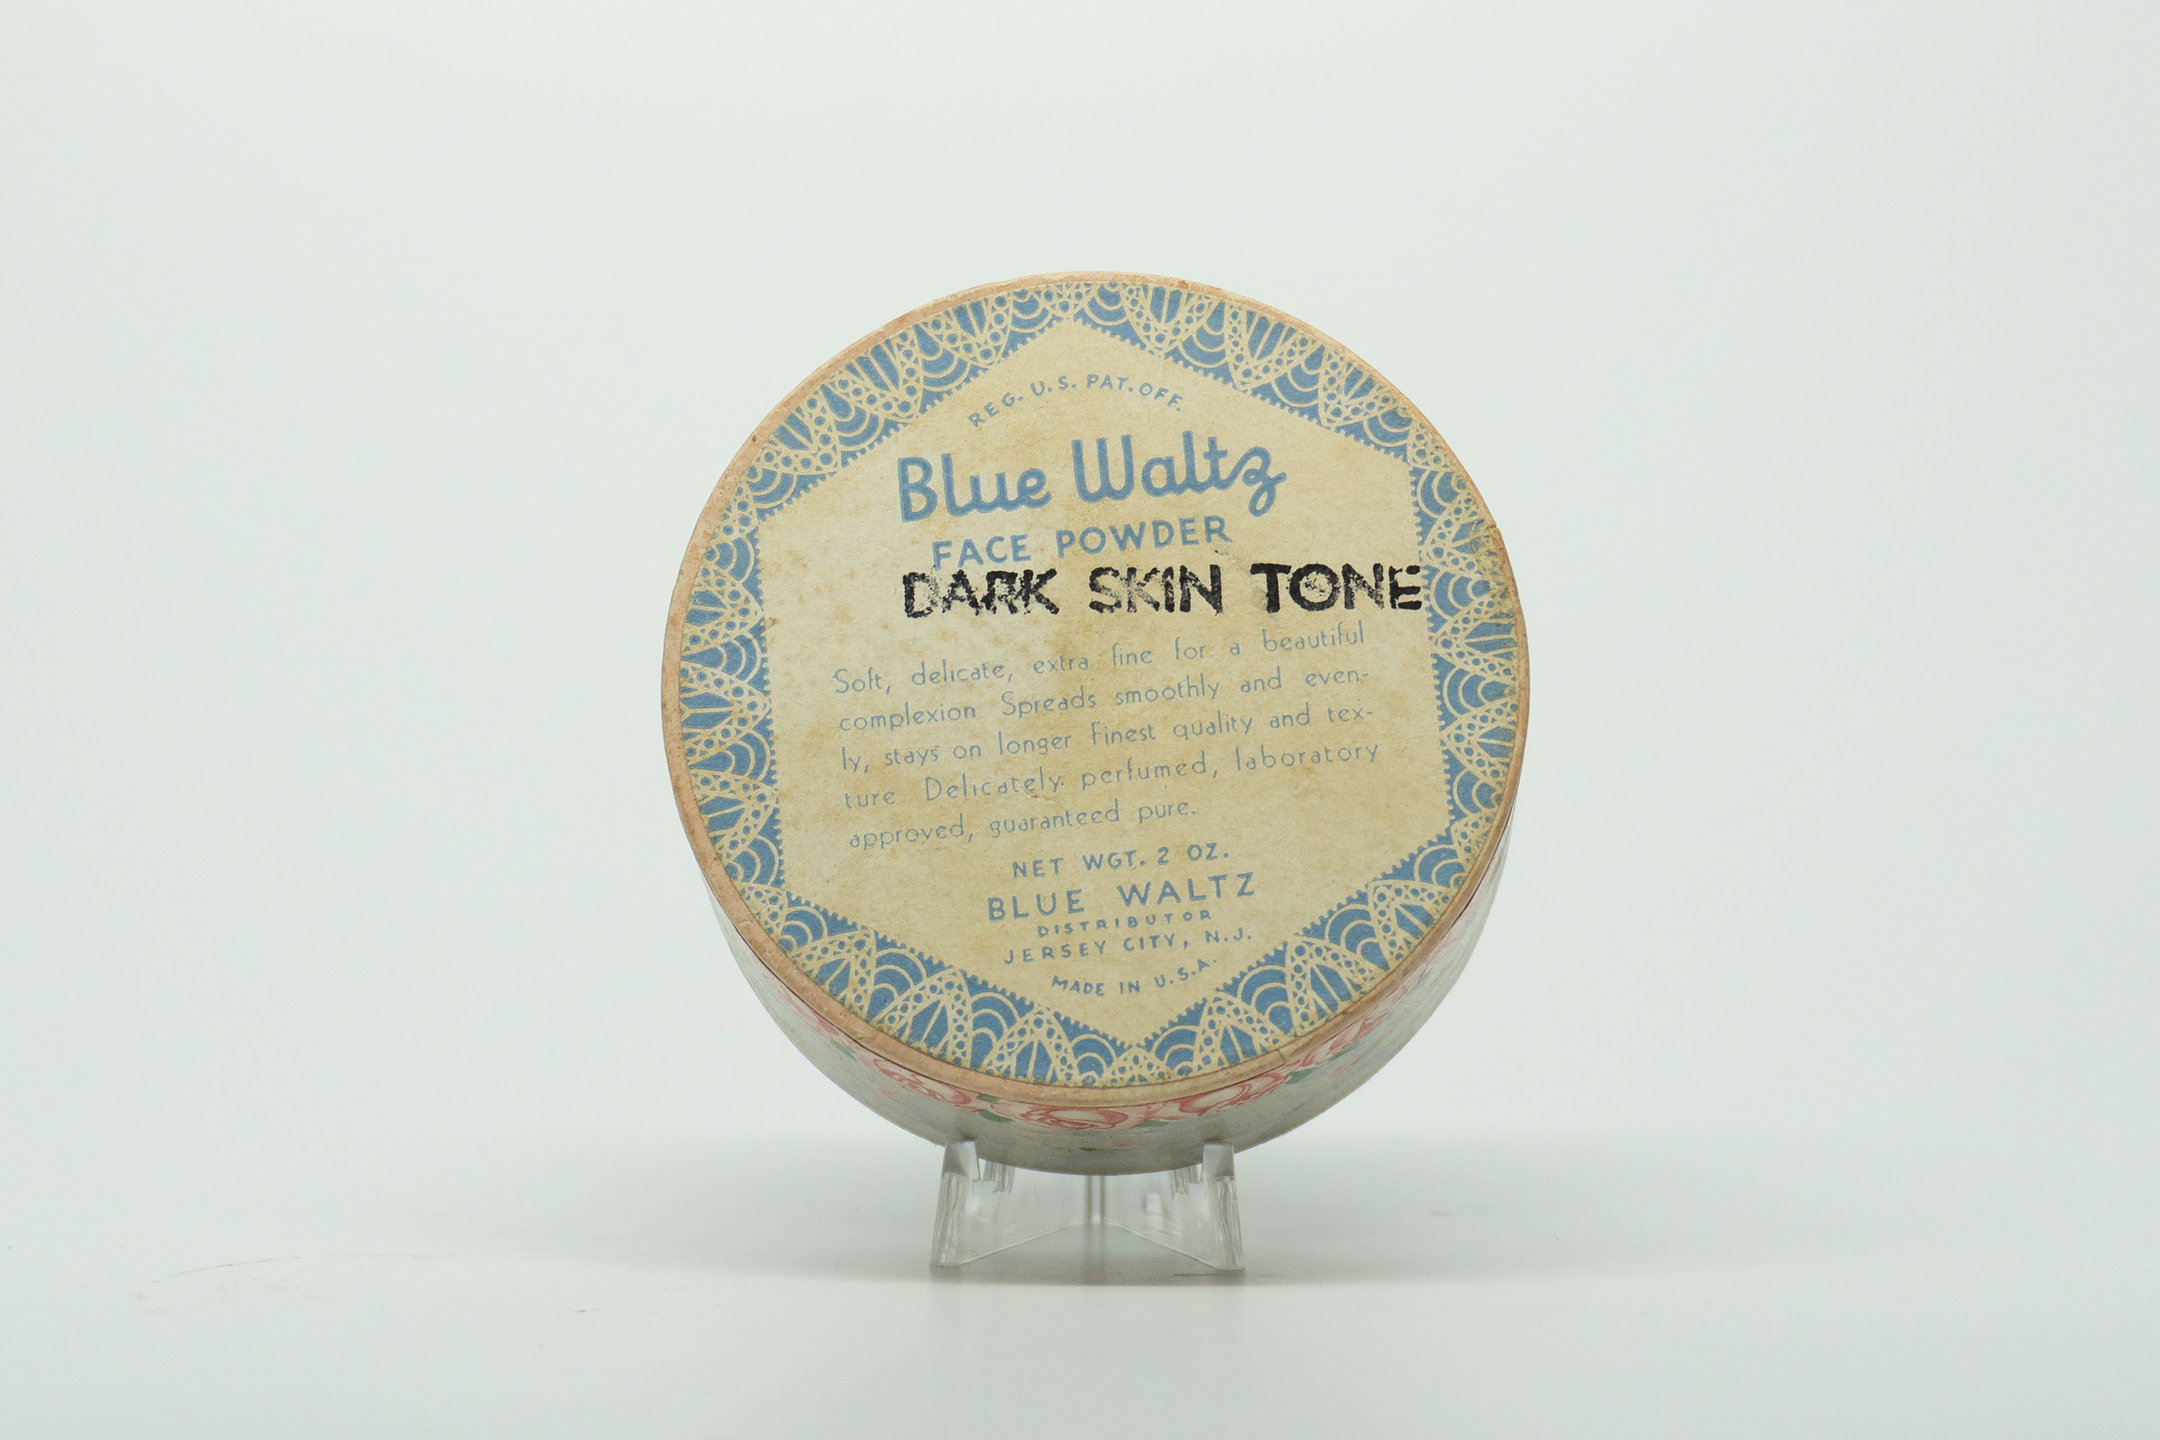 REG. U.S. PAT. OFF.
Blue Waltz
FACE POWDER
DARK SKIN TONE
Soft, delicate, extra fine for a beautiful
complexion Spreads smoothly and even-
ly, stays on longer Finest quality and tex-
ture Delicately perfumed, laboratory
approved, guaranteed pure.
NET WGT. 2 OZ.
BLUE WALTZ
DISTRIBUTOR
JERSEY CITY, N.J.
MADE IN U.S.A.